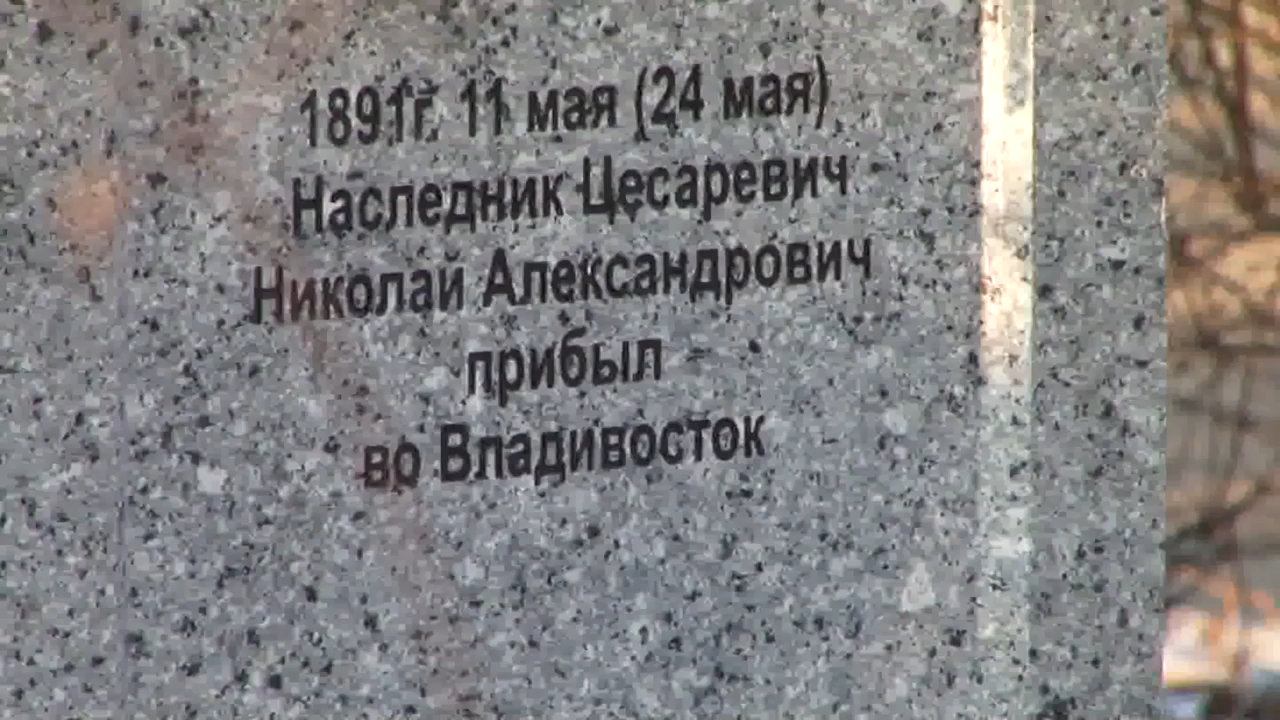 1891г. 11 мая (24 мая)
Наследник Цесаревич
Николай Александрович
прибыл
во Владивосток